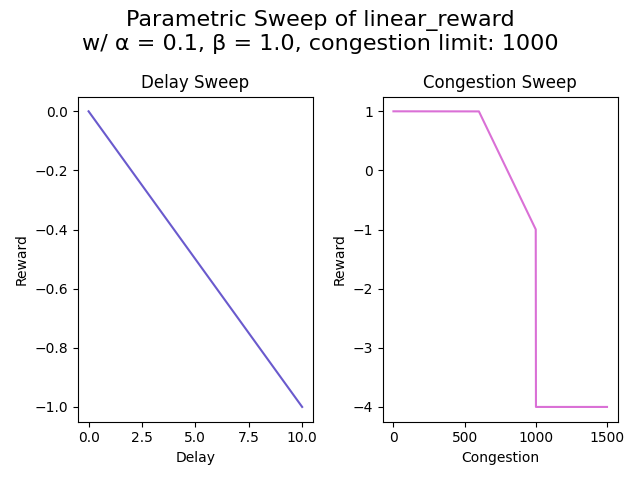 Parametric Sweep of linear_reward
w/ α = 0.1, β = 1.0, congestion limit: 1000
Delay Sweep
Reward
0.0
−0.2
−0.4
−0.6
−0.8
−1.0
0.0 2.5 5.0 7.5 10.0
Delay
Congestion Sweep
Reward
1
0
−1
−2
−3
−4
0 500 1000 1500
Congestion